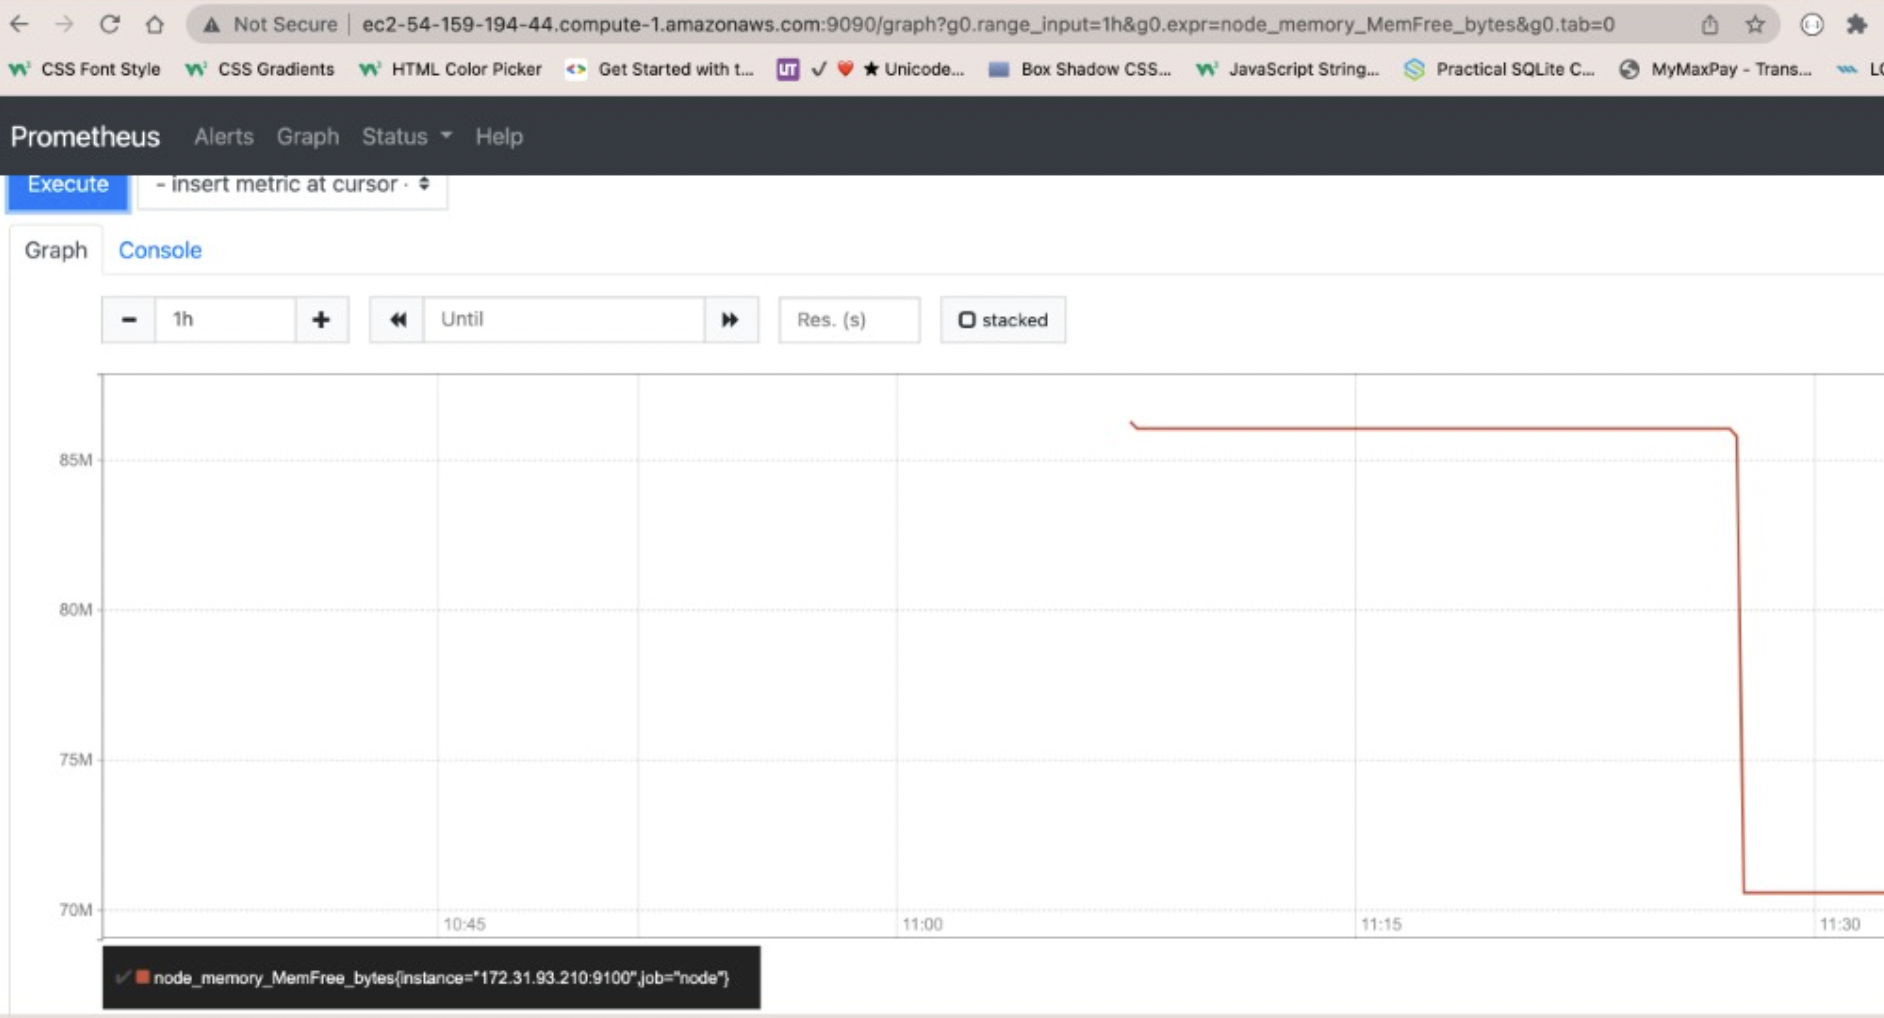 Not Secure | ec2-54-159-194-44.compute-1.amazonaws.com:9090/graph?g0.range_input=1h&g0.expr=node_memory_MemFree_bytes&g0.tab=0
CSS Font Style CSS Gradients HTML Color Picker <> Get Started with t... UT ✓ ❤ ★ Unicode... Box Shadow CSS... JavaScript String... Practical SQLite C... MyMaxPay - Trans...
Prometheus Alerts Graph Status Help
Execute - insert metric at cursor ·
Graph Console
1h Until Res. (s) stacked
85M
80M
75M
70M
10:45 11:00 11:15 11:30
✓ node_memory_MemFree_bytes{instance="172.31.93.210:9100",job="node"}